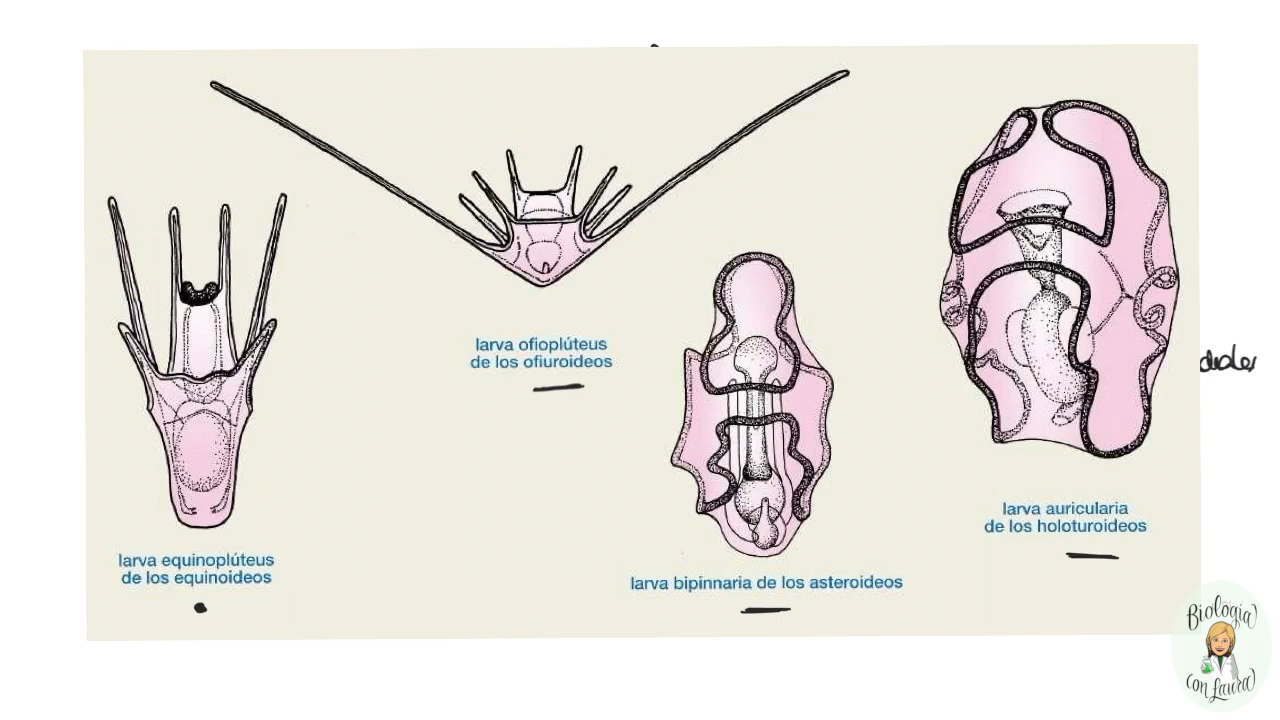 larva ofioplúteus
de los ofiuroideos
larva auricularia
de los holoturoideos
larva equinoplúteus
de los equinoideos
larva bipinnaria de los asteroideos
Biología
con Laura